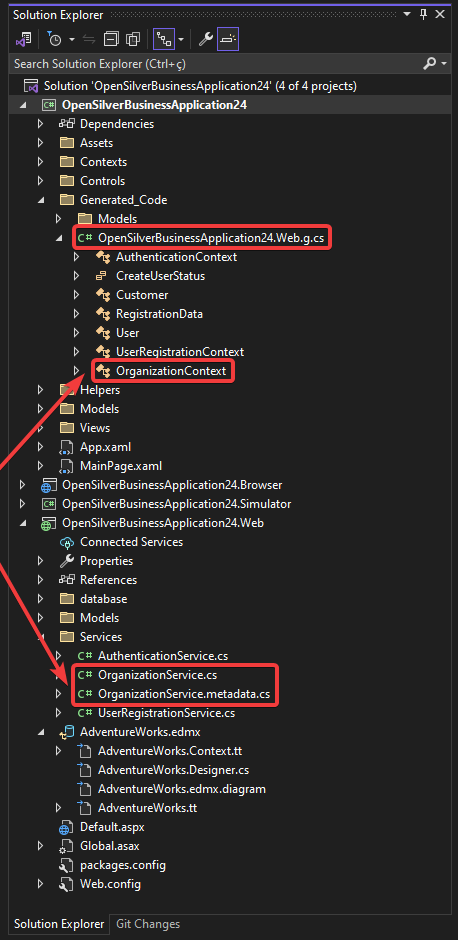 Solution Explorer
Search Solution Explorer (Ctrl+ç)
Solution 'OpenSilverBusinessApplication24' (4 of 4 projects)
C# OpenSilverBusinessApplication24
Dependencies
Assets
Contexts
Controls
Generated_Code
Models
C# OpenSilverBusinessApplication24.Web.g.cs
AuthenticationContext
CreateUserStatus
Customer
RegistrationData
User
UserRegistrationContext
OrganizationContext
Helpers
Models
Views
App.xaml
MainPage.xaml
OpenSilverBusinessApplication24.Browser
C# OpenSilverBusinessApplication24.Simulator
OpenSilverBusinessApplication24.Web
Connected Services
Properties
References
database
Models
Services
C# AuthenticationService.cs
C# OrganizationService.cs
C# OrganizationService.metadata.cs
C# UserRegistrationService.cs
AdventureWorks.edmx
AdventureWorks.Context.tt
AdventureWorks.Designer.cs
AdventureWorks.edmx.diagram
AdventureWorks.tt
Default.aspx
Global.asax
packages.config
Web.config
Solution Explorer Git Changes